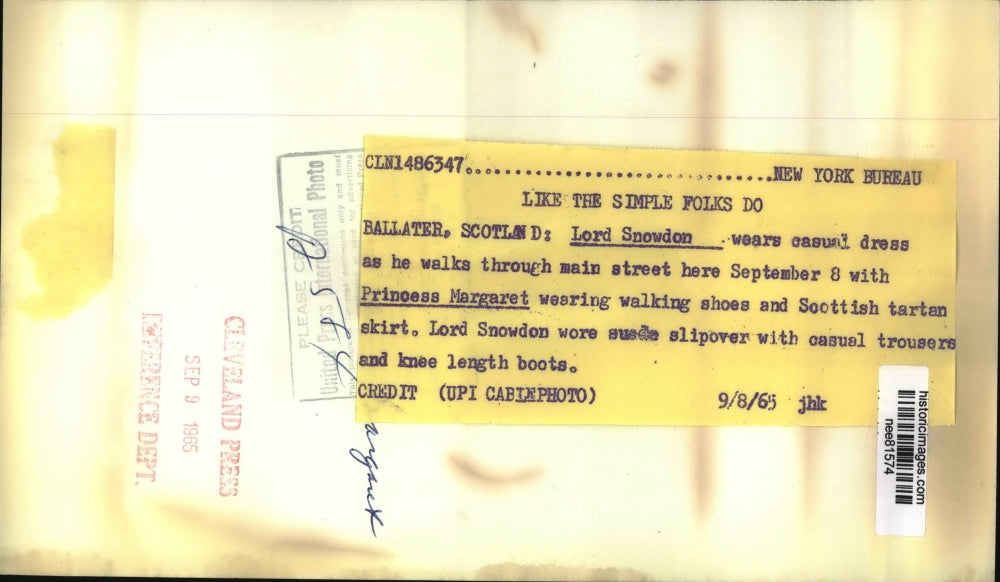 CLN1486347..................................NEW YORK BUREAU
LIKE THE SIMPLE FOLKS DO
BALLATER, SCOTLAND: Lord Snowdon wears casual dress
as he walks through main street here September 8 with
Princess Margaret wearing walking shoes and Scottish tartan
skirt. Lord Snowdon wore suede slipover with casual trousers
and knee length boots.
CREDIT (UPI CABLEPHOTO) 9/8/65 jhk
PLEASE CREDIT
United Press International Photo
CLEVELAND PRESS
SEP 9 1965
REFERENCE DEPT.
argaret
historicimages.com
nee81574